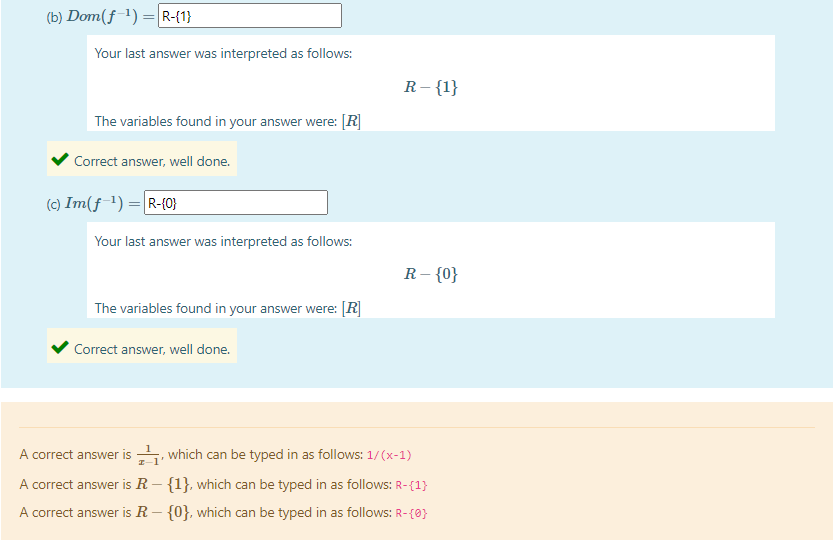 (b) Dom(f⁻¹) = R-{1}
Your last answer was interpreted as follows:
R − {1}
The variables found in your answer were: [R]
Correct answer, well done.
(c) Im(f⁻¹) = R-{0}
Your last answer was interpreted as follows:
R − {0}
The variables found in your answer were: [R]
Correct answer, well done.
A correct answer is 1/(x−1), which can be typed in as follows: 1/(x-1)
A correct answer is R − {1}, which can be typed in as follows: R-{1}
A correct answer is R − {0}, which can be typed in as follows: R-{0}